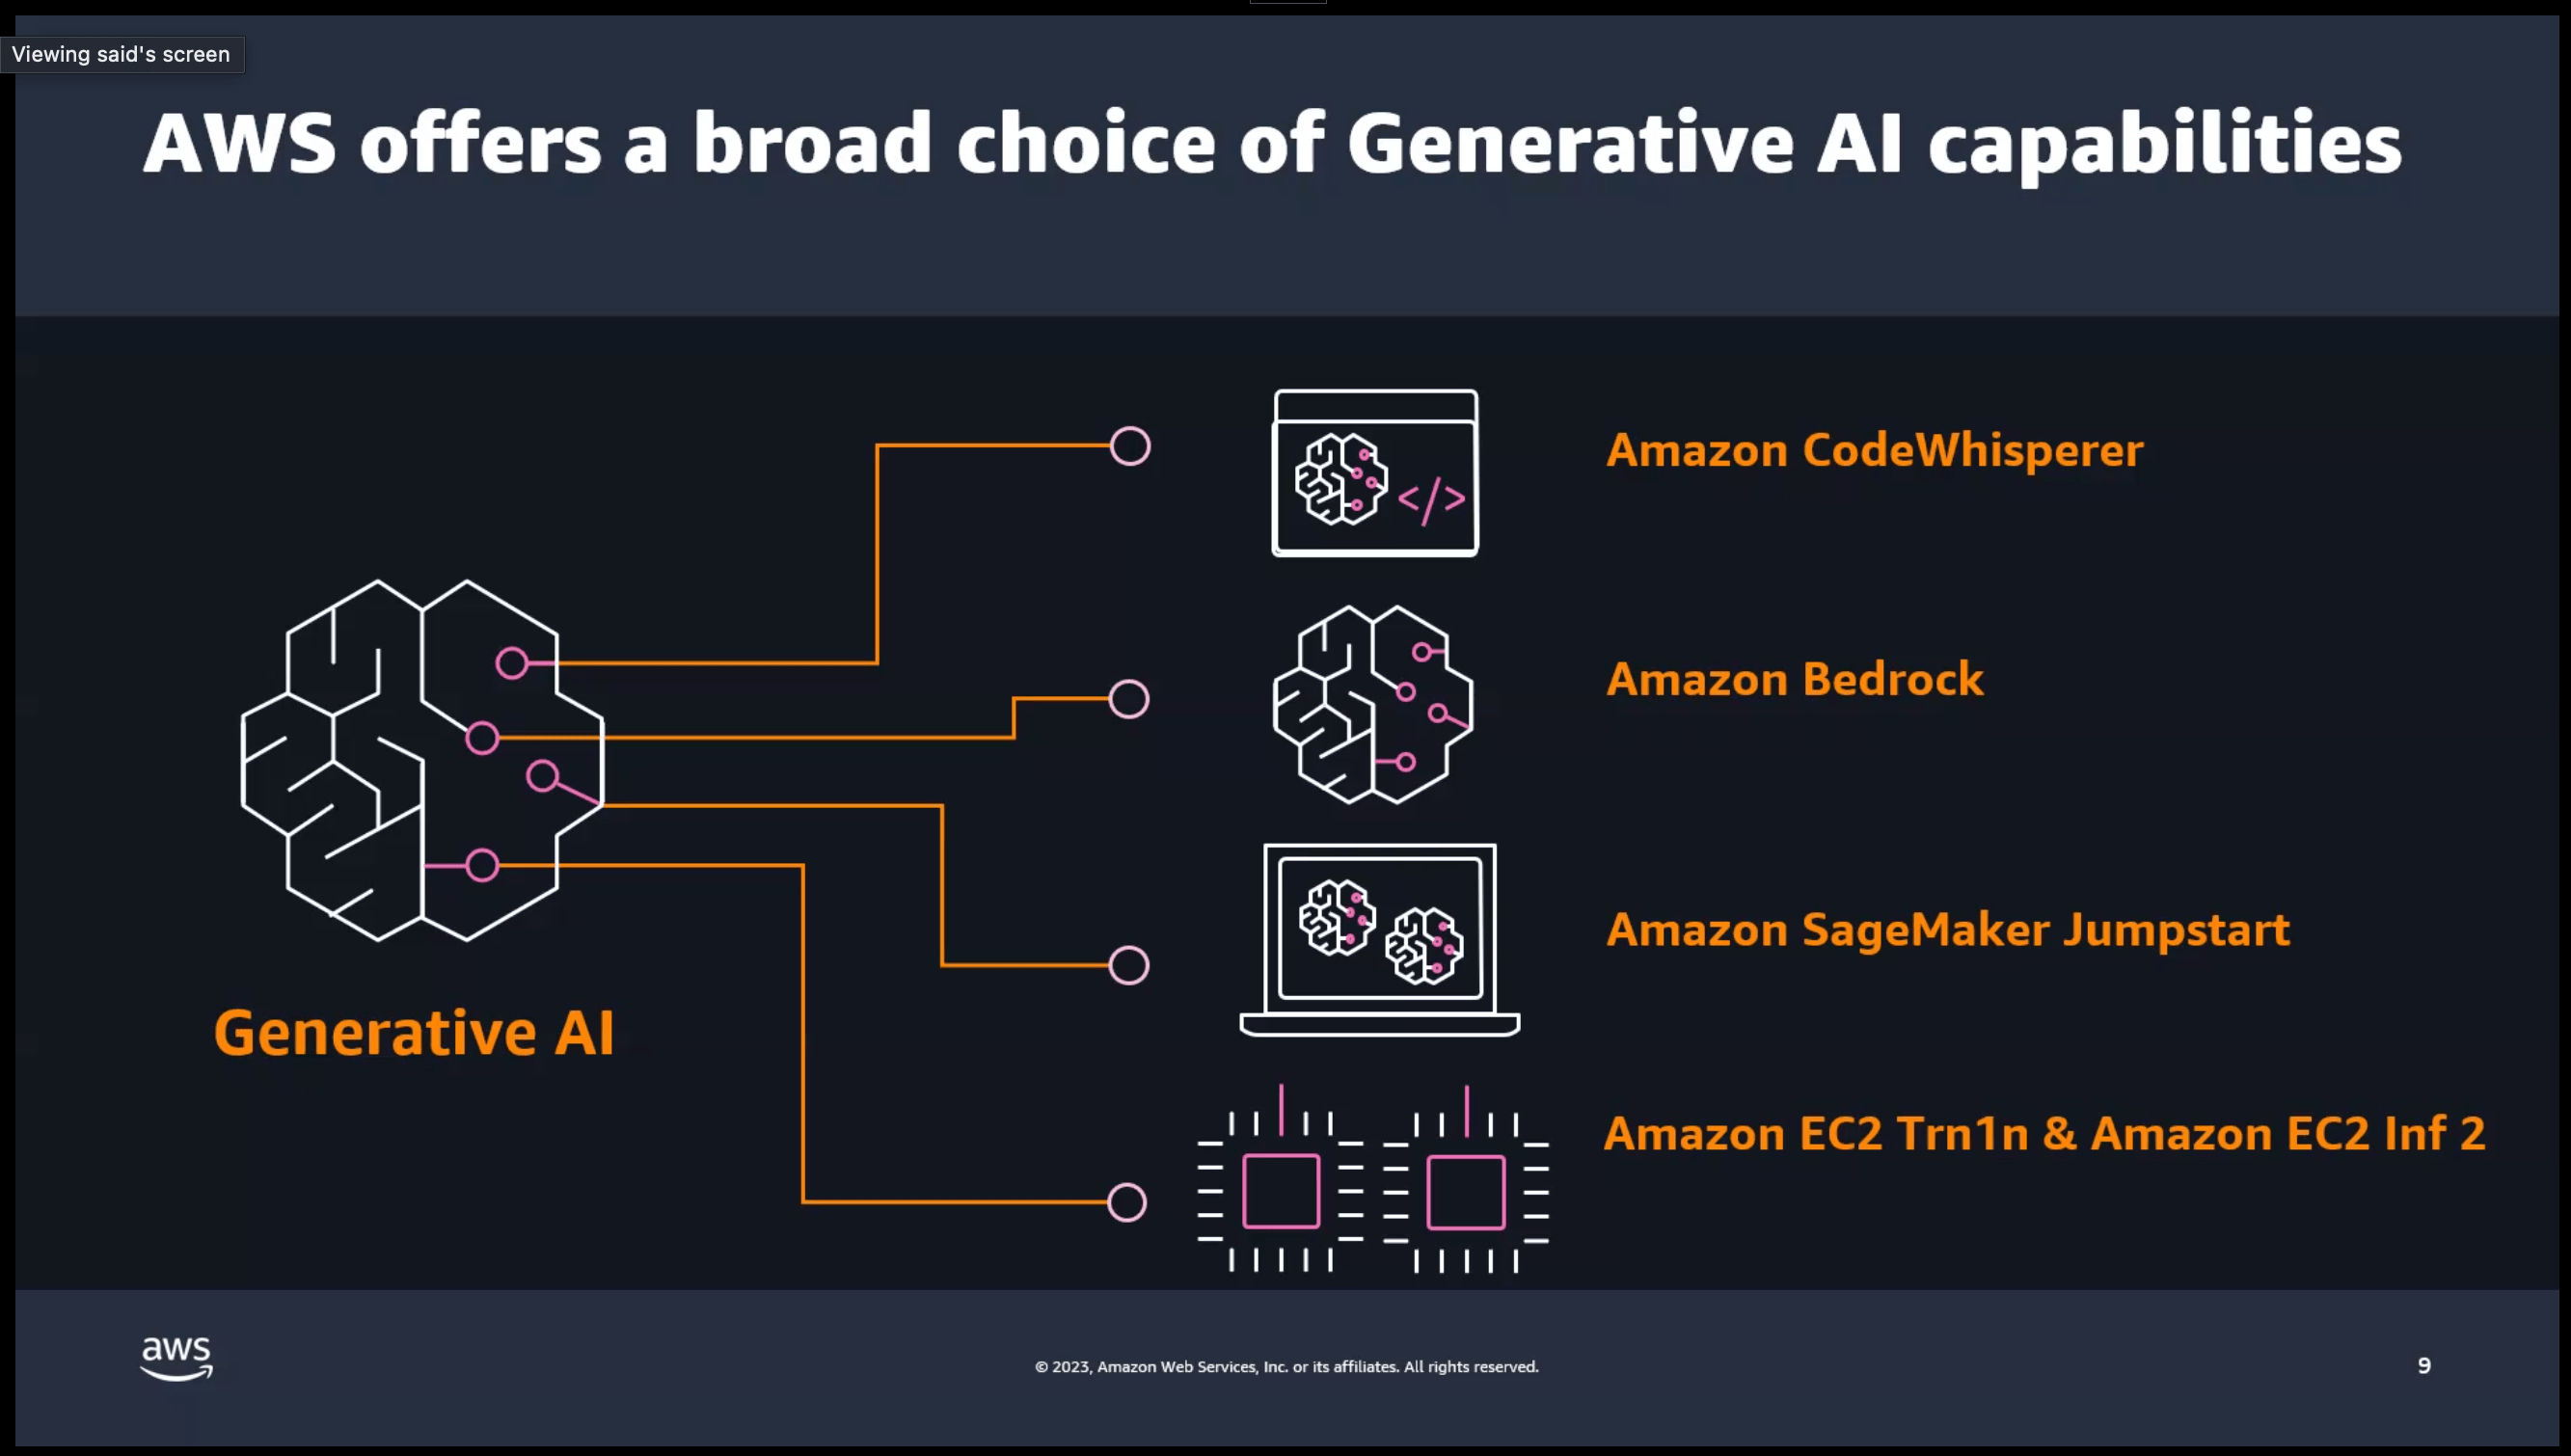 Viewing said's screen
AWS offers a broad choice of Generative AI capabilities
</>
Amazon CodeWhisperer
Amazon Bedrock
Amazon SageMaker Jumpstart
Generative AI
Amazon EC2 Trn1n & Amazon EC2 Inf 2
aws
© 2023, Amazon Web Services, Inc. or its affiliates. All rights reserved.
9